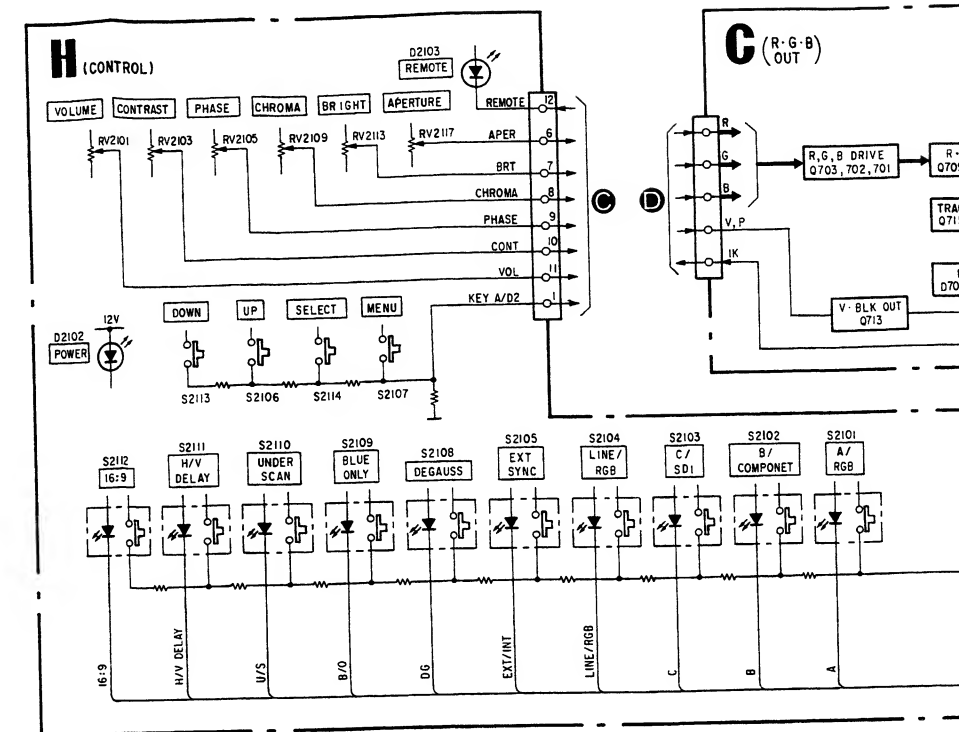 H (CONTROL)
D2103
REMOTE
VOLUME CONTRAST PHASE CHROMA BRIGHT APERTURE
RV2101 RV2103 RV2105 RV2109 RV2113 RV2117
REMOTE 12
APER 6
BRT 7
CHROMA 8
PHASE 9
CONT 10
VOL 11
KEY A/D2 1
C
12V
D2102
POWER
DOWN UP SELECT MENU
S2113 S2106 S2114 S2107
C (R·G·B)
OUT
D
R
G
B
V,P
IK
R,G,B DRIVE
Q703,702,701
V·BLK OUT
Q713
S2112
16:9
S2111
H/V
DELAY
S2110
UNDER
SCAN
S2109
BLUE
ONLY
S2108
DEGAUSS
S2105
EXT
SYNC
S2104
LINE/
RGB
S2103
C/
SDI
S2102
B/
COMPONET
S2101
A/
RGB
16:9
H/V DELAY
U/S
B/O
DG
EXT/INT
LINE/RGB
C
B
A